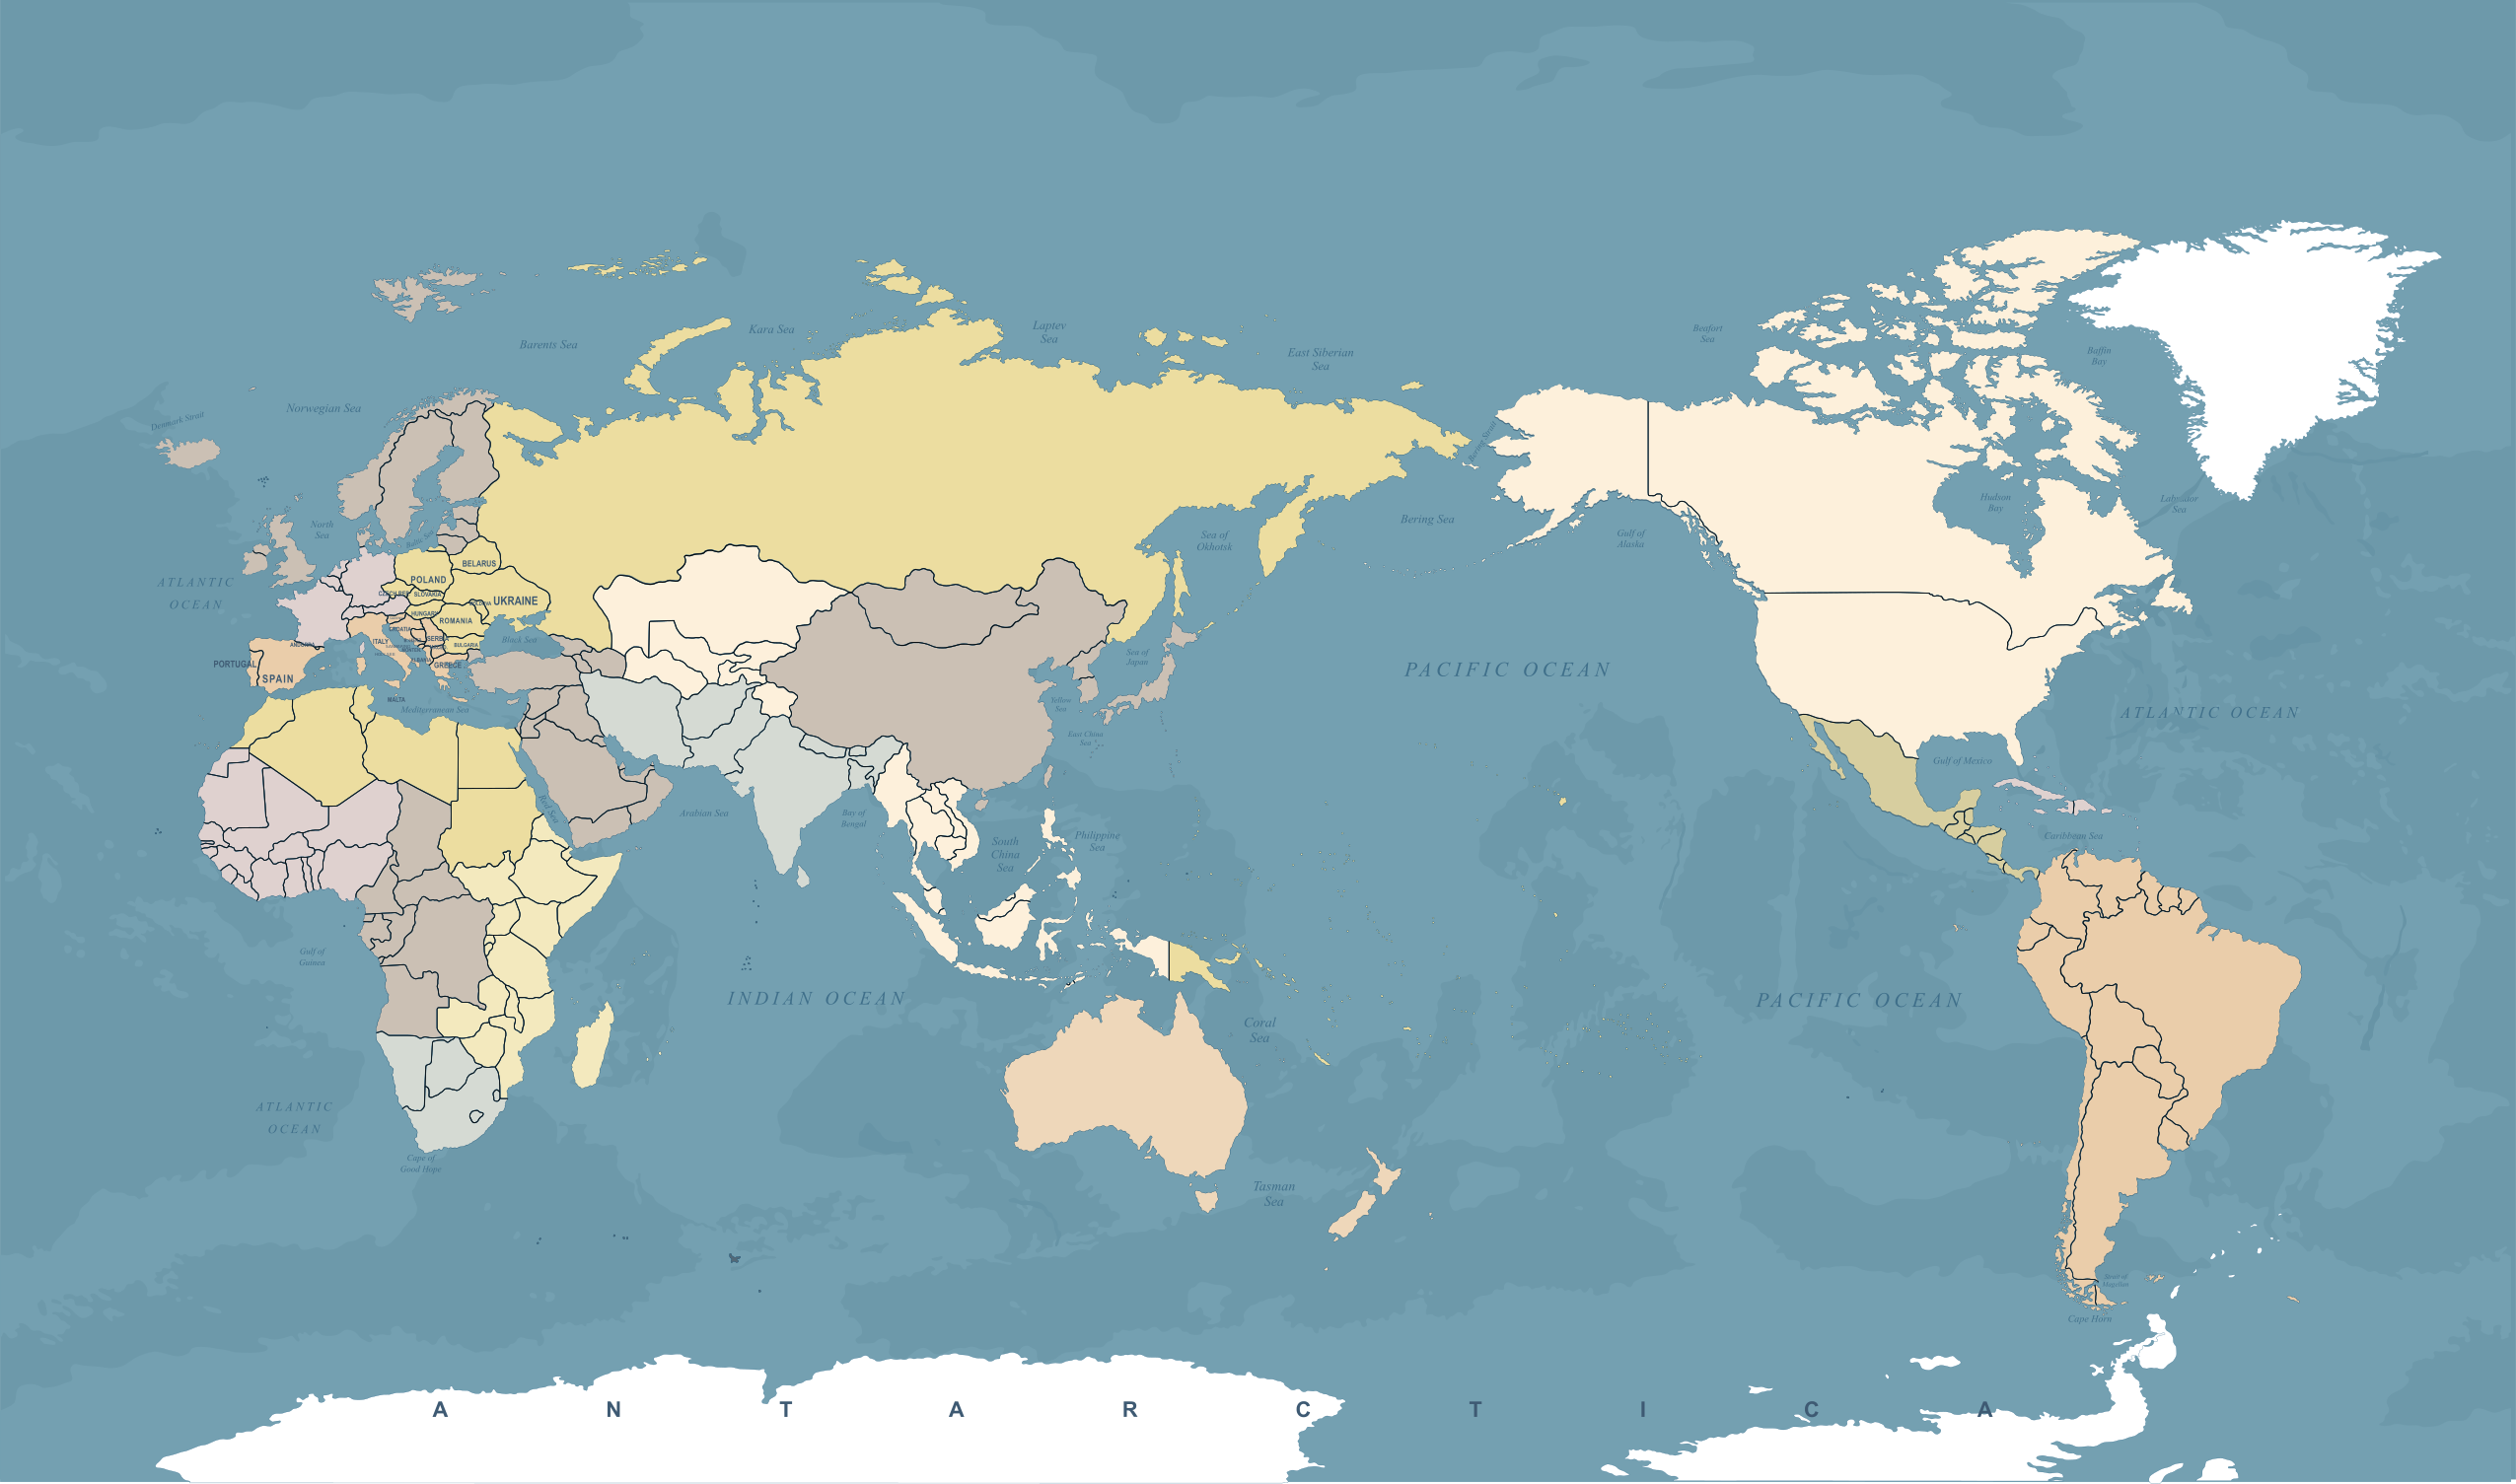 Kara Sea
Laptev
Sea
Barents Sea
East Siberian
Sea
Beafort
Sea
Baffin
Bay
Norwegian Sea
Denmark Strait
Bering Strait
North
Sea
Baltic Sea
Bering Sea
Sea of
Okhotsk
Gulf of
Alaska
Hudson
Bay
Labrador
Sea
ATLANTIC
OCEAN
BELARUS
POLAND
CZECH REP.
SLOVAKIA
UKRAINE
HUNGARY
ROMANIA
CROATIA
SERBIA
ITALY
ANDORRA
BULGARIA
Black Sea
PORTUGAL
SPAIN
ALBANIA
GREECE
MALTA
Mediterranean Sea
Sea of
Japan
Yellow
Sea
East China
Sea
PACIFIC OCEAN
ATLANTIC OCEAN
Gulf of Mexico
Caribbean Sea
Red Sea
Arabian Sea
Bay of
Bengal
South
China
Sea
Philippine
Sea
Gulf of
Guinea
INDIAN OCEAN
PACIFIC OCEAN
Coral
Sea
ATLANTIC
OCEAN
Cape of
Good Hope
Tasman
Sea
Strait of
Magellan
Cape Horn
A N T A R C T I C A